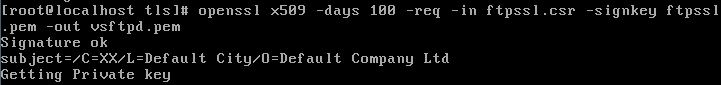 [root@localhost tls]# openssl x509 -days 100 -req -in ftpssl.csr -signkey ftpssl
.pem -out vsftpd.pem
Signature ok
subject=/C=XX/L=Default City/O=Default Company Ltd
Getting Private key